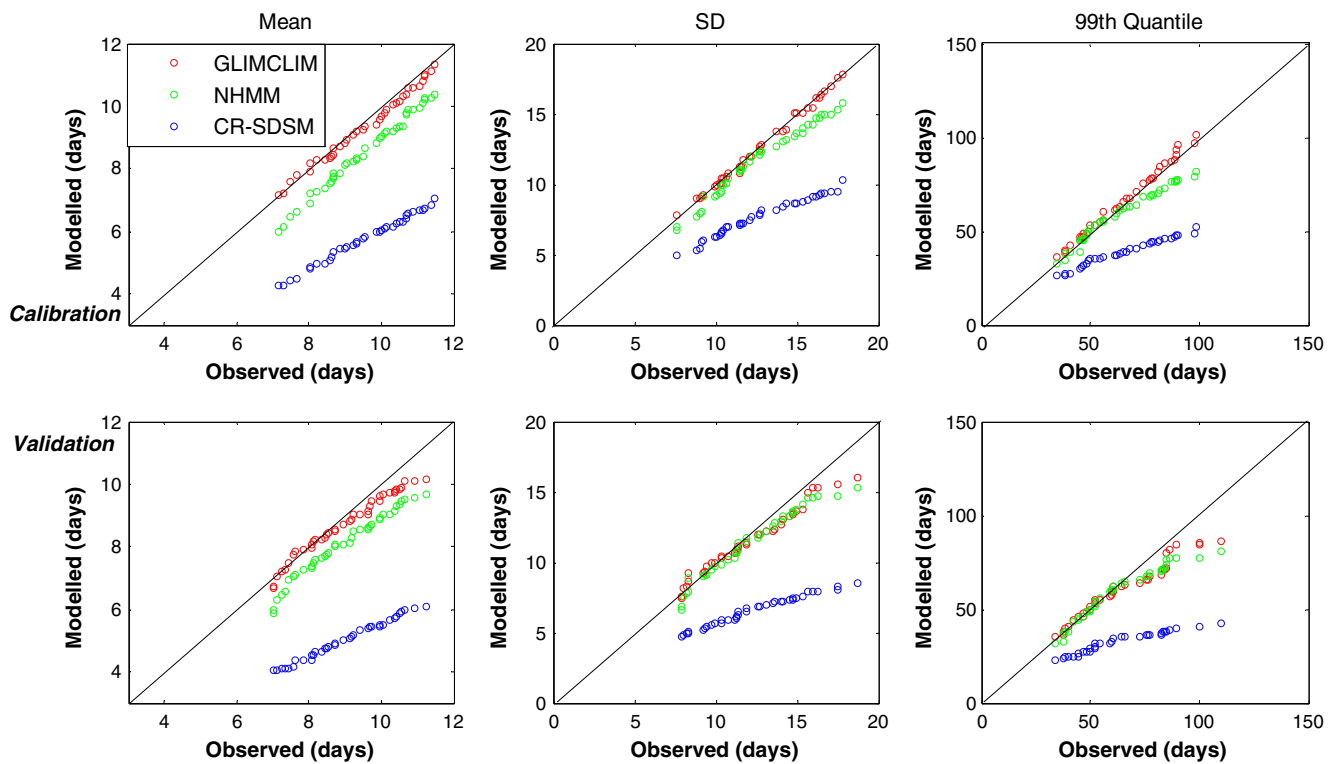 Mean
SD
99th Quantile
GLIMCLIM
NHMM
CR-SDSM
Modelled (days)
12
10
8
6
4
4
6
8
10
12
Observed (days)
Calibration
Modelled (days)
20
15
10
5
0
0
5
10
15
20
Observed (days)
Modelled (days)
150
100
50
0
0
50
100
150
Observed (days)
Validation
Modelled (days)
12
10
8
6
4
4
6
8
10
12
Observed (days)
Modelled (days)
20
15
10
5
0
0
5
10
15
20
Observed (days)
Modelled (days)
150
100
50
0
0
50
100
150
Observed (days)